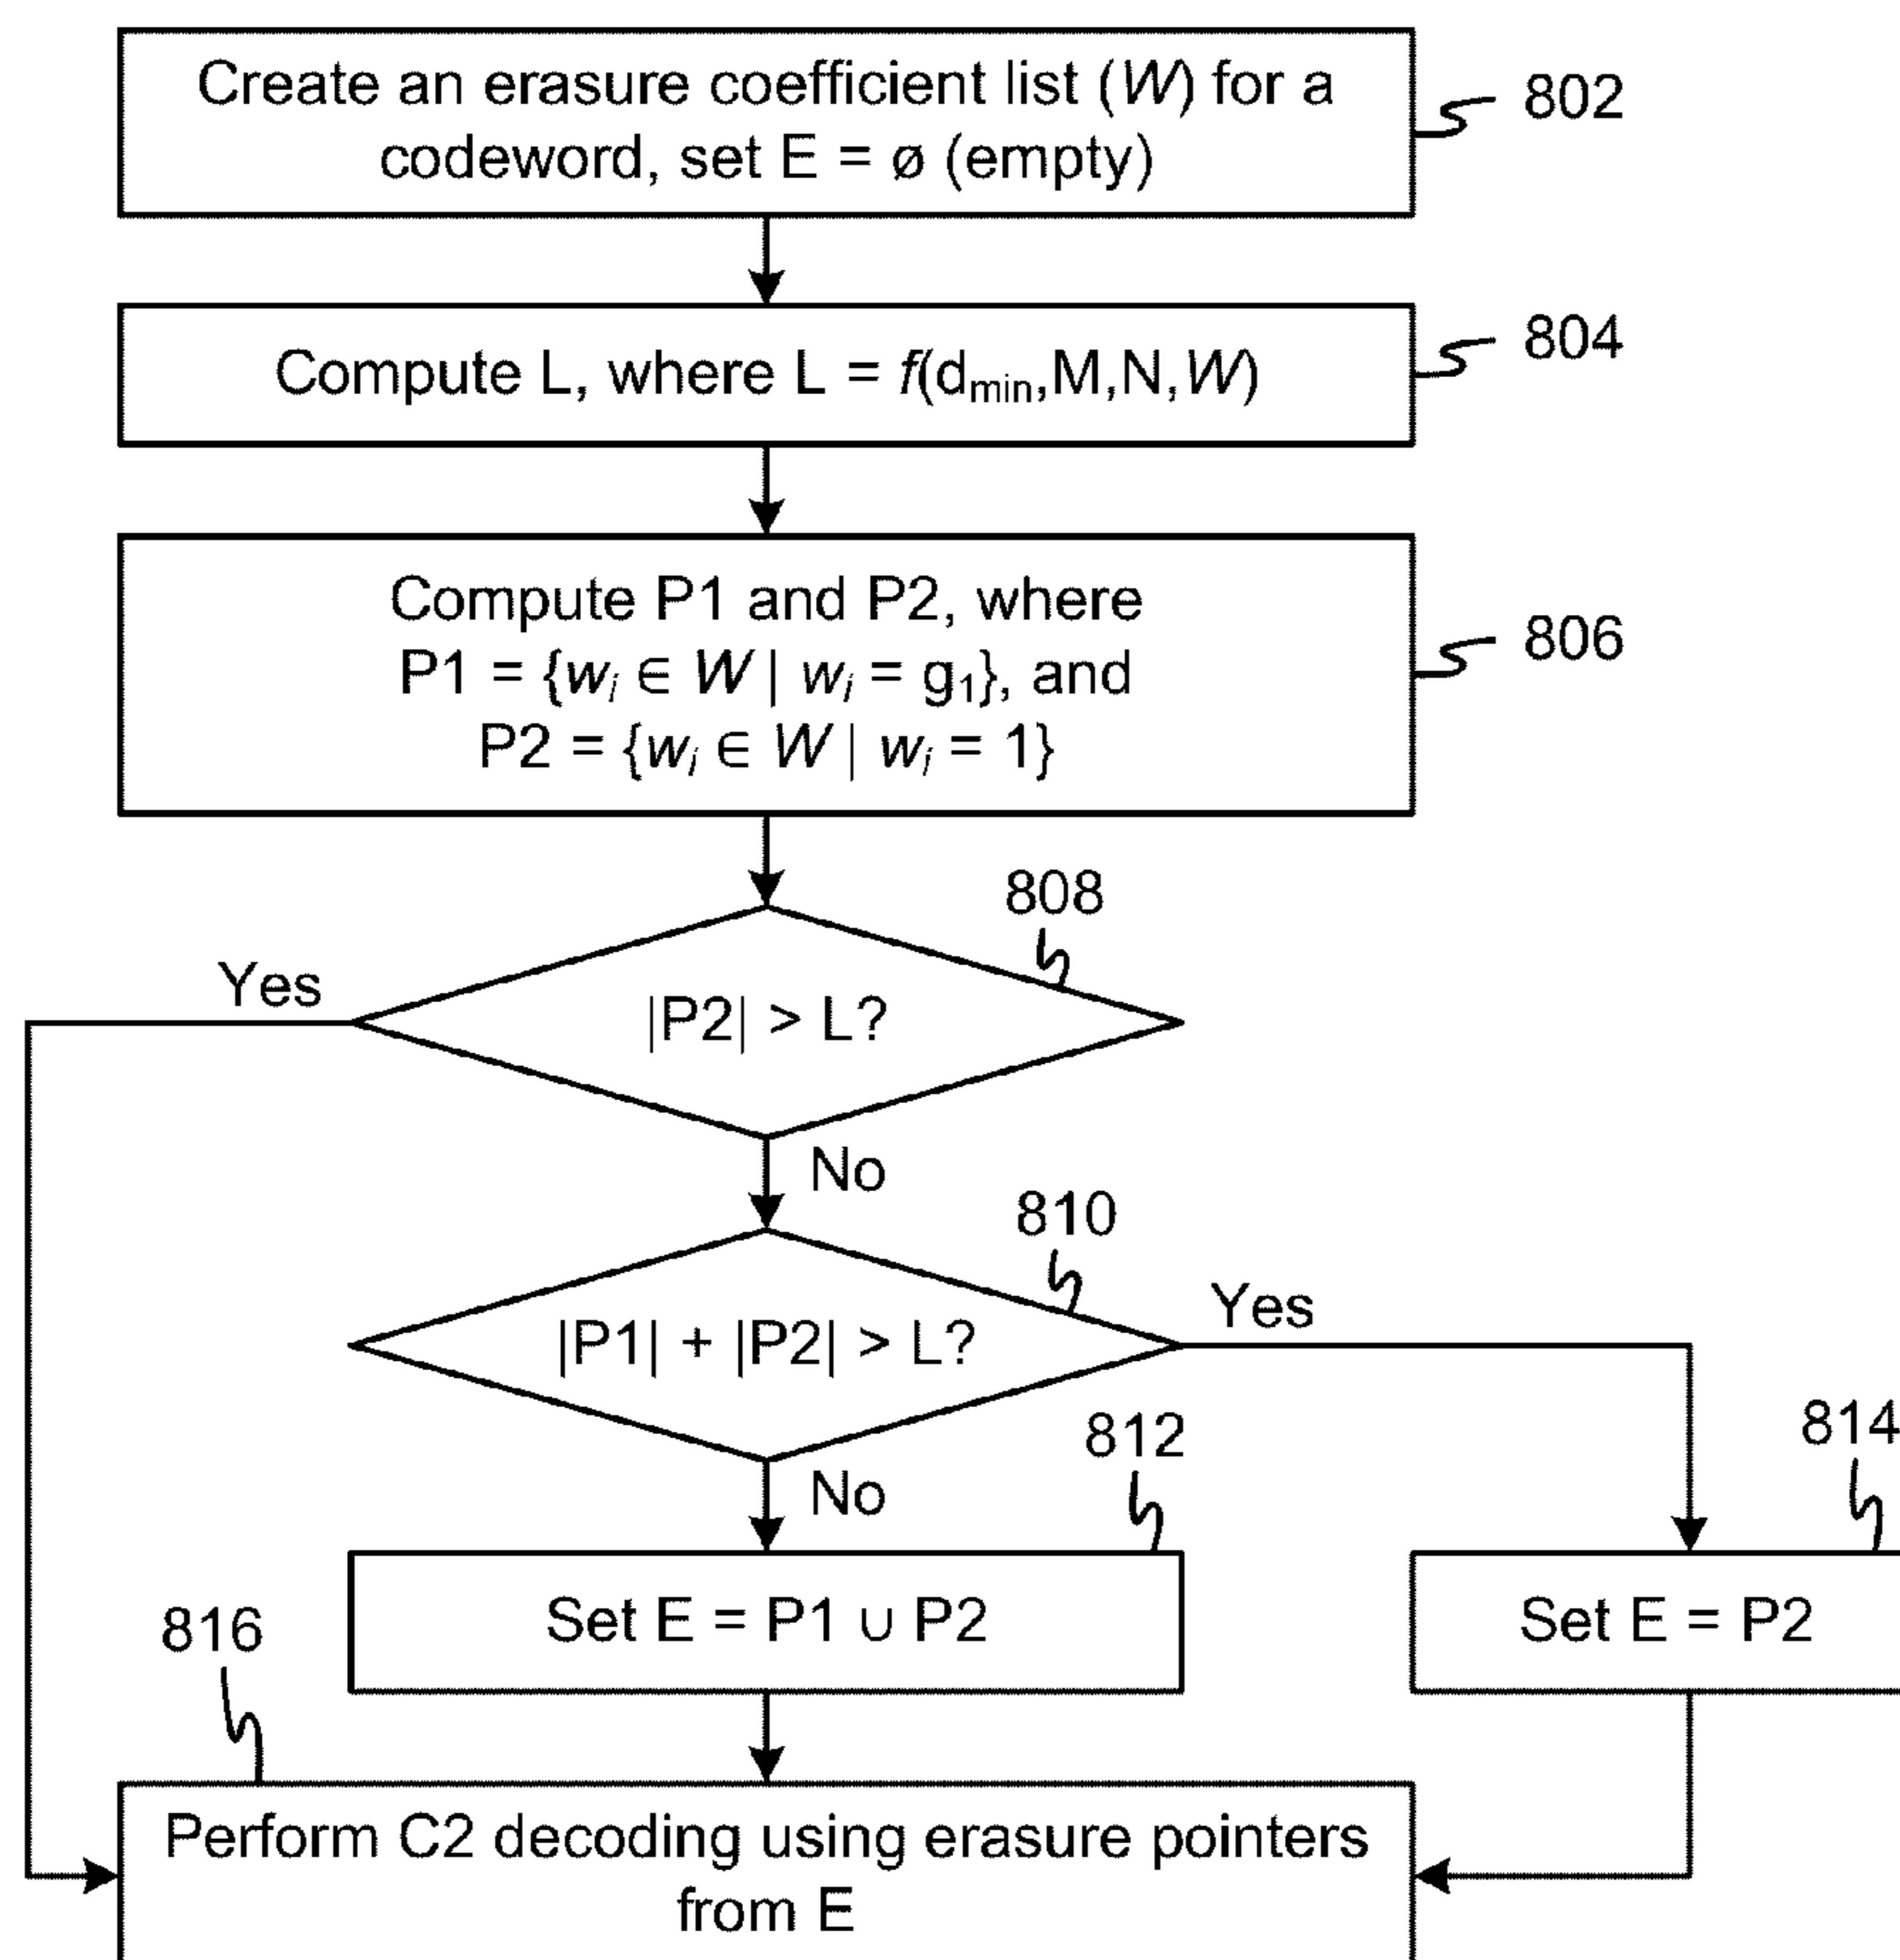 Create an erasure coefficient list (W) for a
codeword, set E = ø (empty)
802
Compute L, where L = f(dmin,M,N,W)
804
Compute P1 and P2, where
P1 = {wi ∈ W | wi = g1}, and
P2 = {wi ∈ W | wi = 1}
806
808
Yes
|P2| > L?
No
810
Yes
|P1| + |P2| > L?
812
814
No
Set E = P1 ∪ P2
Set E = P2
816
Perform C2 decoding using erasure pointers
from E